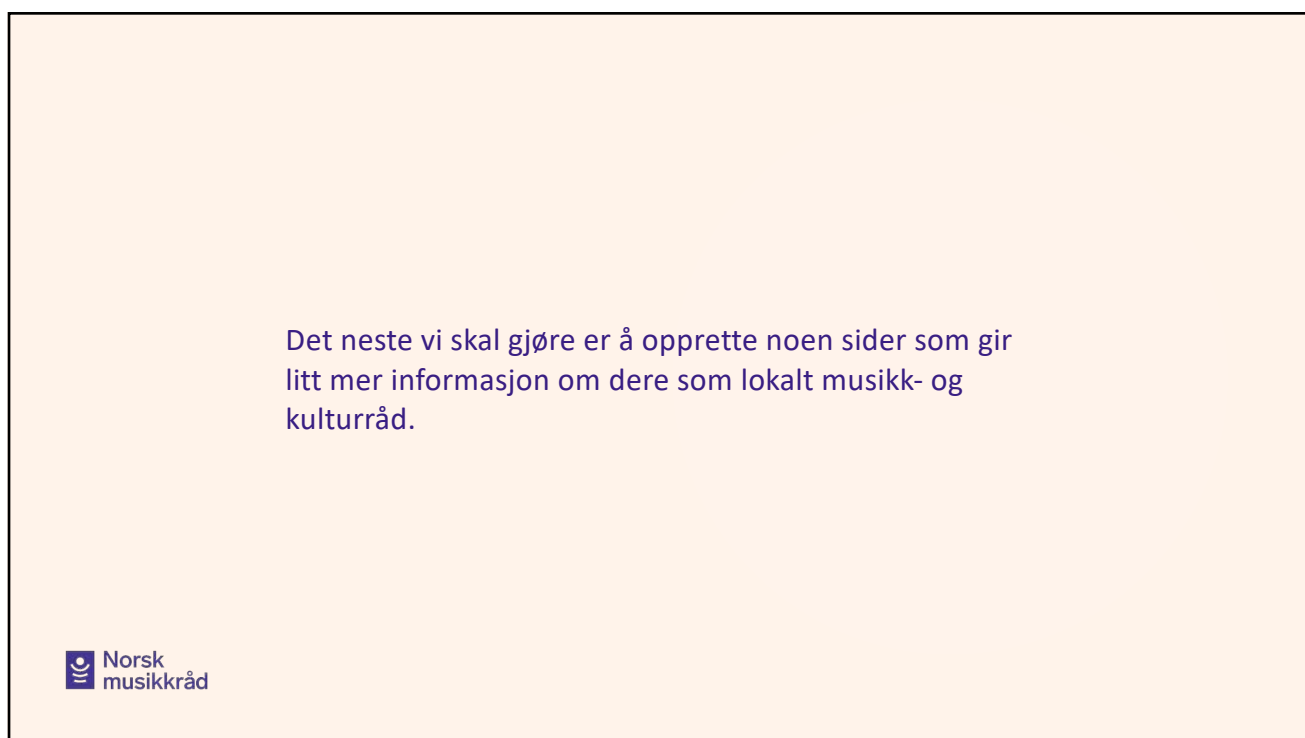 Det neste vi skal gjøre er å opprette noen sider som gir
litt mer informasjon om dere som lokalt musikk- og
kulturråd.
Norsk
musikkråd